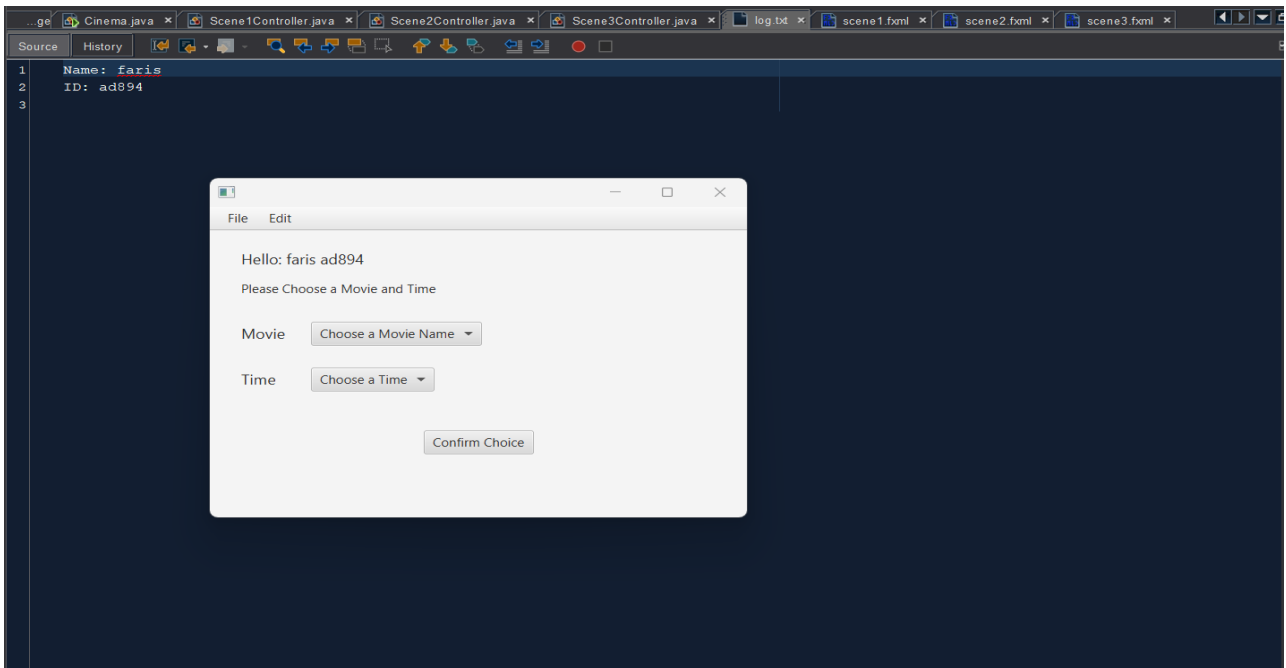 ...ge Cinema.java Scene1Controller.java Scene2Controller.java Scene3Controller.java log.txt scene1.fxml scene2.fxml scene3.fxml
Source History
1 Name: faris
2 ID: ad894
3
File Edit
Hello: faris ad894
Please Choose a Movie and Time
Movie Choose a Movie Name
Time Choose a Time
Confirm Choice